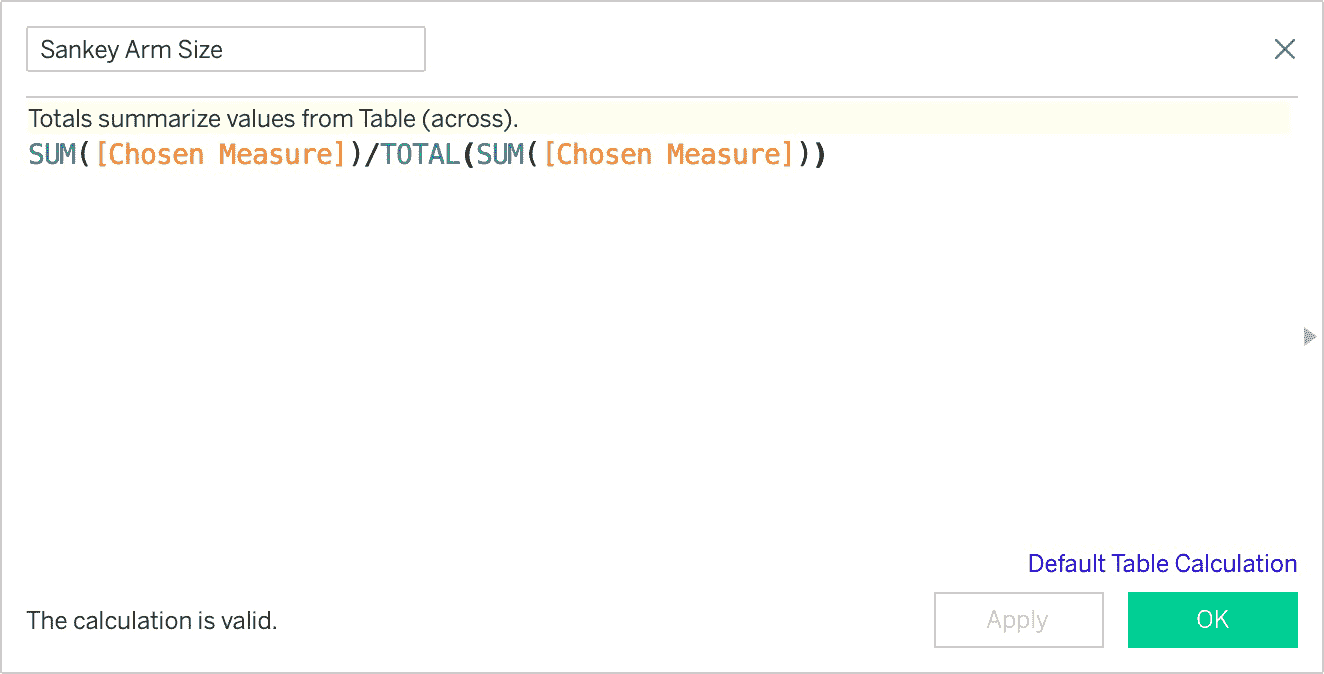 Sankey Arm Size
Totals summarize values from Table (across).
SUM([Chosen Measure])/TOTAL(SUM([Chosen Measure]))
Default Table Calculation
The calculation is valid.
Apply
OK